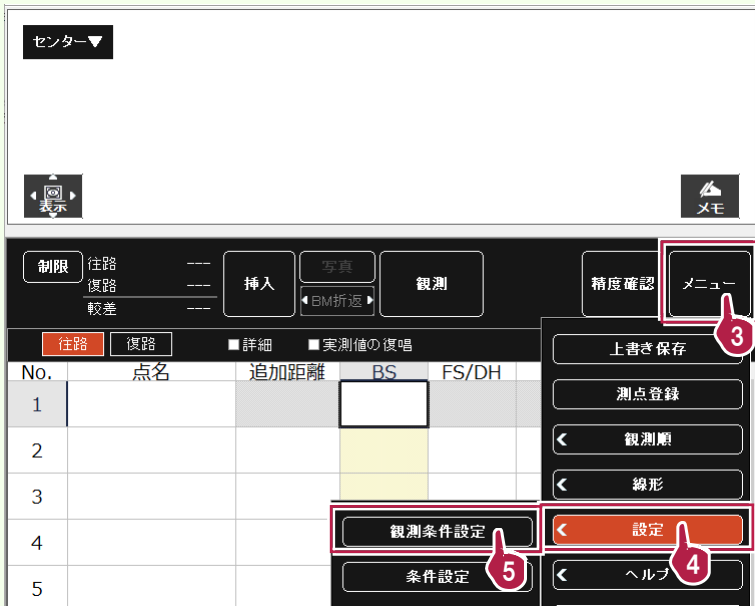 センター▼
表示
メモ
制限
往路 ---
復路 ---
較差 ---
挿入
写真
BM折返
観測
精度確認
メニュー
3
往路
復路
■詳細
■実測値の復唱
上書き保存
測点登録
観測順
線形
設定
4
ヘルプ
No. 点名 追加距離 BS FS/DH
1
2
3
4
5
観測条件設定
5
条件設定